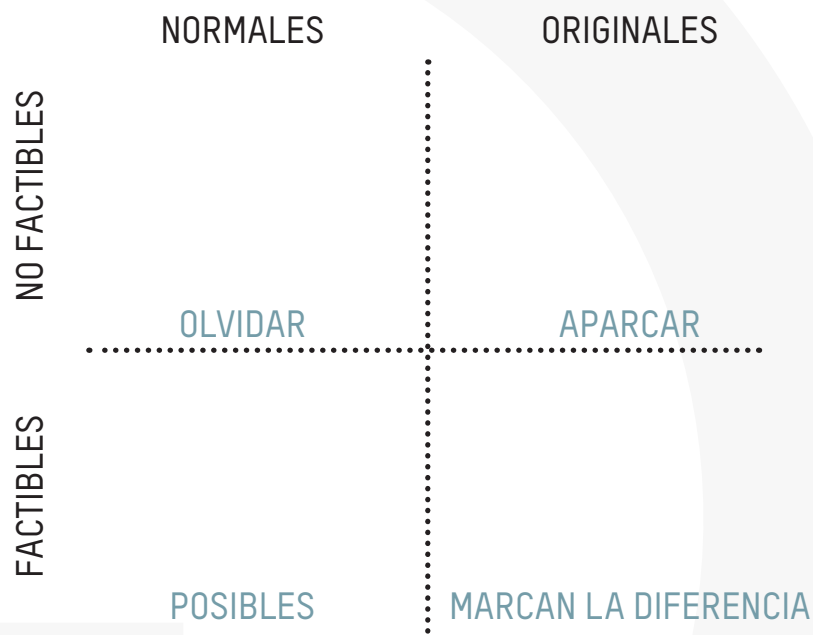 NORMALES
ORIGINALES
NO FACTIBLES
OLVIDAR
APARCAR
FACTIBLES
POSIBLES
MARCAN LA DIFERENCIA